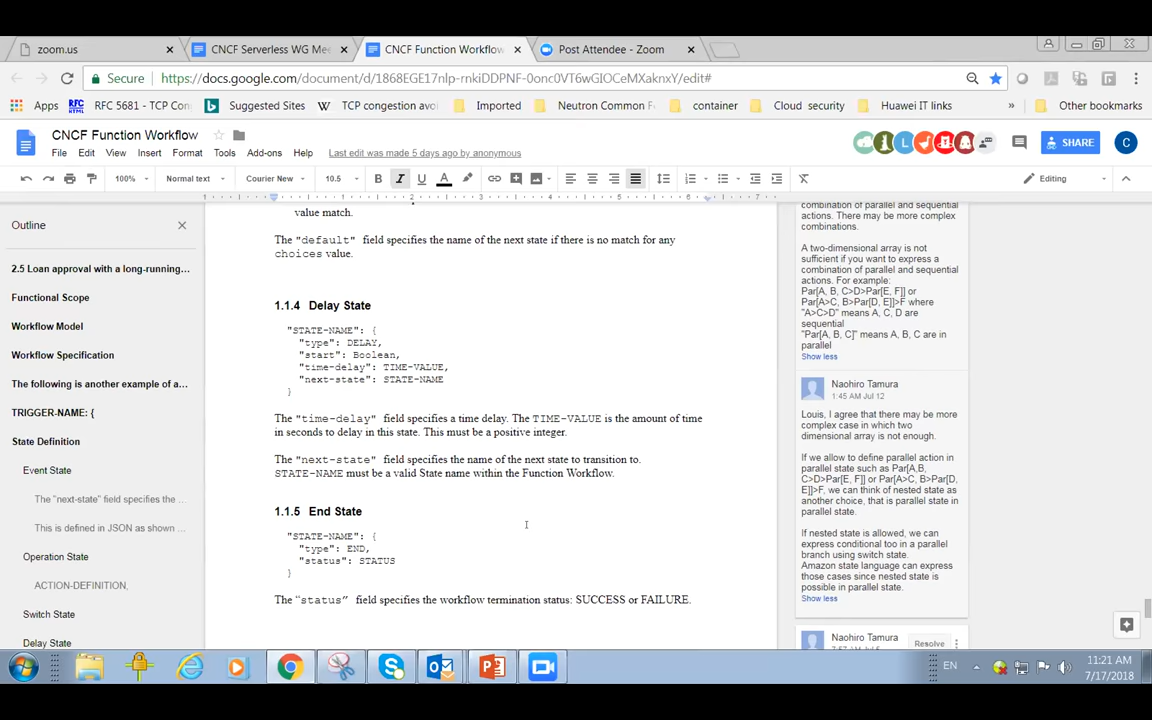 zoom.us
CNCF Serverless WG Mee
CNCF Function Workflow
Post Attendee - Zoom
Secure
https://docs.google.com/document/d/1868EGE17nlp-rnkiDDPNF-0onc0VT6wGIOCeMXaknxY/edit#
Apps
RFC 5681 - TCP Con
Suggested Sites
TCP congestion avoi
Imported
Neutron Common F
container
Cloud security
Huawei IT links
»
Other bookmarks
CNCF Function Workflow
File Edit View Insert Format Tools Add-ons Help
Last edit was made 5 days ago by anonymous
L
SHARE
C
100%
Normal text
Courier New
10.5
B I U A
Editing
1 2 3 4 5 6 7
Outline
2.5 Loan approval with a long-running...
Functional Scope
Workflow Model
Workflow Specification
The following is another example of a...
TRIGGER-NAME: {
State Definition
Event State
The "next-state" field specifies the ...
This is defined in JSON as shown ...
Operation State
ACTION-DEFINITION,
Switch State
Delay State
value match.
The "default" field specifies the name of the next state if there is no match for any
choices value.
1.1.4 Delay State
"STATE-NAME": {
"type": DELAY,
"start": Boolean,
"time-delay": TIME-VALUE,
"next-state": STATE-NAME
}
The "time-delay" field specifies a time delay. The TIME-VALUE is the amount of time
in seconds to delay in this state. This must be a positive integer.
The "next-state" field specifies the name of the next state to transition to.
STATE-NAME must be a valid State name within the Function Workflow.
1.1.5 End State
"STATE-NAME": {
"type": END,
"status": STATUS
}
The "status" field specifies the workflow termination status: SUCCESS or FAILURE.
combination of parallel and sequential
actions. There may be more complex
combinations.
A two-dimensional array is not
sufficient if you want to express a
combination of parallel and sequential
actions. For example:
Par[A, B, C>D>Par[E, F]] or
Par[A>C, B>Par[D, E]]>F where
"A>C>D" means A, C, D are
sequential
"Par[A, B, C]" means A, B, C are in
parallel
Show less
Naohiro Tamura
1:45 AM Jul 12
Louis, I agree that there may be more
complex case in which two
dimensional array is not enough.
If we allow to define parallel action in
parallel state such as Par[A,B,
C>D>Par[E, F]] or Par[A>C, B>Par[D,
E]]>F, we can think of nested state as
another choice, that is parallel state in
parallel state.
If nested state is allowed, we can
express conditional too in a parallel
branch using switch state.
Amazon state language can express
those cases since nested state is
possible in parallel state.
Show less
Naohiro Tamura
Resolve
EN
11:21 AM
7/17/2018